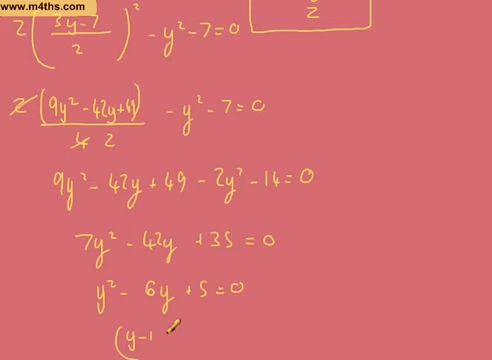 www.m4ths.com
2(3y-7/2)² - y² - 7 = 0
2
2(9y² - 42y + 49)/4 2 - y² - 7 = 0
9y² - 42y + 49 - 2y² - 14 = 0
7y² - 42y + 35 = 0
y² - 6y + 5 = 0
(y-1